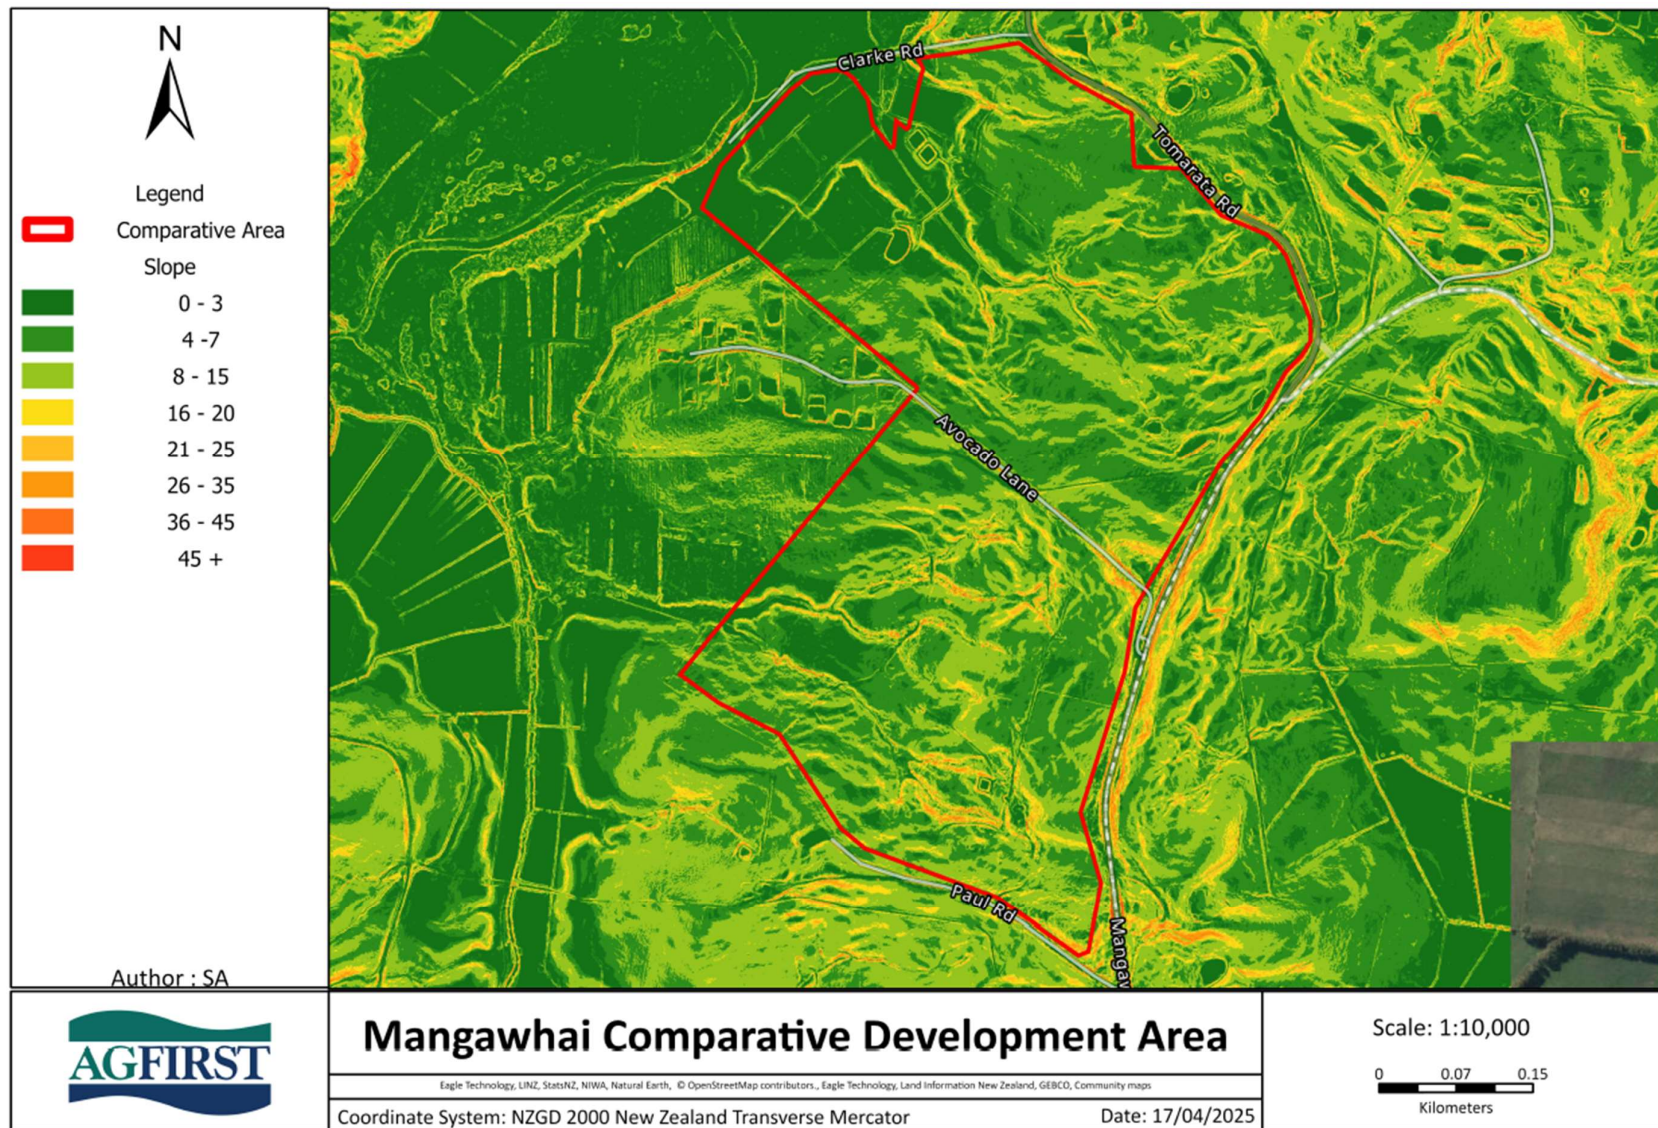 N
Legend
Comparative Area
Slope
0 - 3
4 -7
8 - 15
16 - 20
21 - 25
26 - 35
36 - 45
45 +
Author : SA
Clarke Rd
Tomarata Rd
Avocado Lane
Paul Rd
Mangaw
AGFIRST
Mangawhai Comparative Development Area
Eagle Technology, LINZ, StatsNZ, NIWA, Natural Earth, © OpenStreetMap contributors., Eagle Technology, Land Information New Zealand, GEBCO, Community maps
Coordinate System: NZGD 2000 New Zealand Transverse Mercator
Date: 17/04/2025
Scale: 1:10,000
0 0.07 0.15
Kilometers